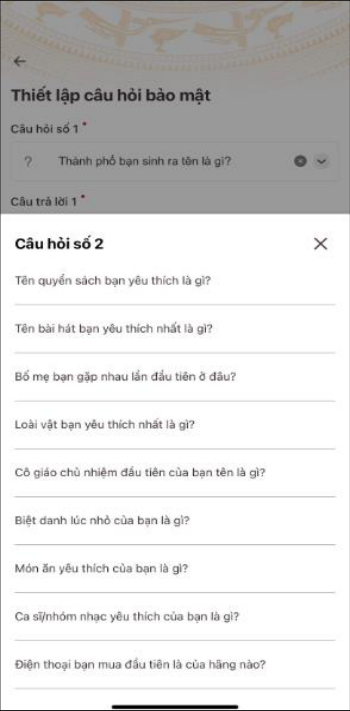 Thiết lập câu hỏi bảo mật
Câu hỏi số 1 *
? Thành phố bạn sinh ra tên là gì?
Câu trả lời 1 *
Câu hỏi số 2
Tên quyển sách bạn yêu thích là gì?
Tên bài hát bạn yêu thích nhất là gì?
Bố mẹ bạn gặp nhau lần đầu tiên ở đâu?
Loài vật bạn yêu thích nhất là gì?
Cô giáo chủ nhiệm đầu tiên của bạn tên là gì?
Biệt danh lúc nhỏ của bạn là gì?
Món ăn yêu thích của bạn là gì?
Ca sĩ/nhóm nhạc yêu thích của bạn là gì?
Điện thoại bạn mua đầu tiên là của hãng nào?